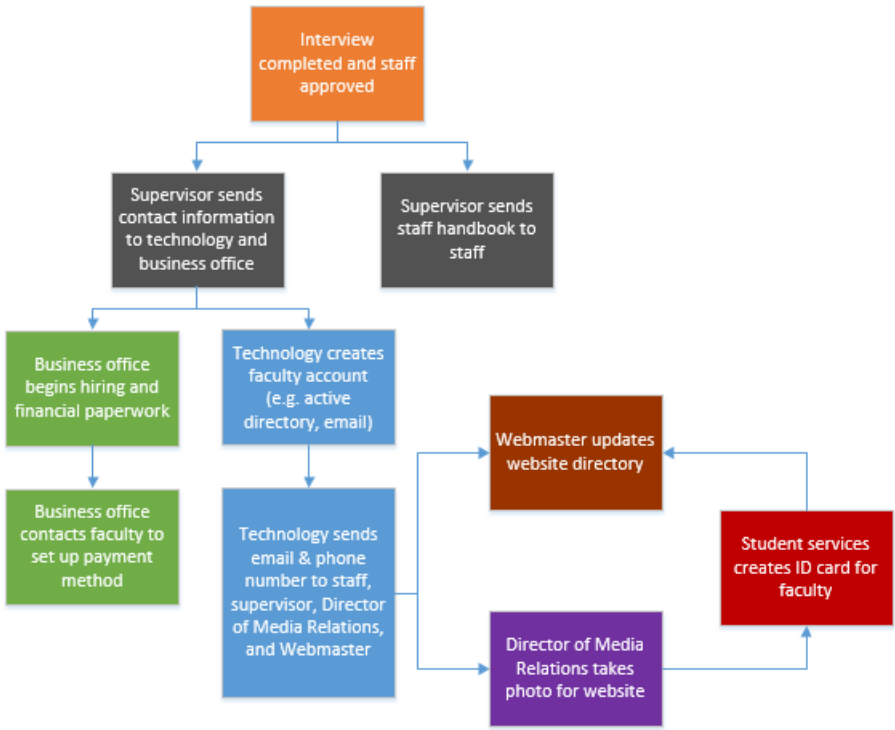 Interview
completed and staff
approved
Supervisor sends
contact information
to technology and
business office
Supervisor sends
staff handbook to
staff
Business office
begins hiring and
financial paperwork
Technology creates
faculty account
(e.g. active
directory, email)
Webmaster updates
website directory
Business office
contacts faculty to
set up payment
method
Technology sends
email & phone
number to staff,
supervisor, Director
of Media Relations,
and Webmaster
Student services
creates ID card for
faculty
Director of Media
Relations takes
photo for website